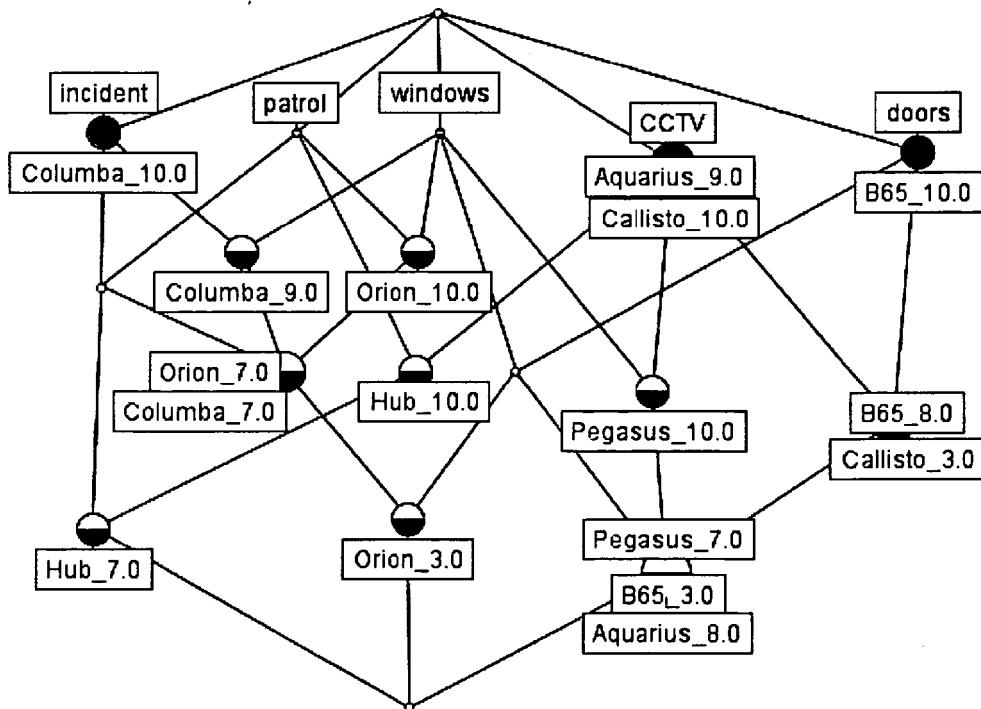 incident
patrol
windows
CCTV
doors
Columba_10.0
Aquarius_9.0
Callisto_10.0
B65_10.0
Columba_9.0
Orion_10.0
Orion_7.0
Columba_7.0
Hub_10.0
Pegasus_10.0
B65_8.0
Callisto_3.0
Hub_7.0
Orion_3.0
Pegasus_7.0
B65_3.0
Aquarius_8.0